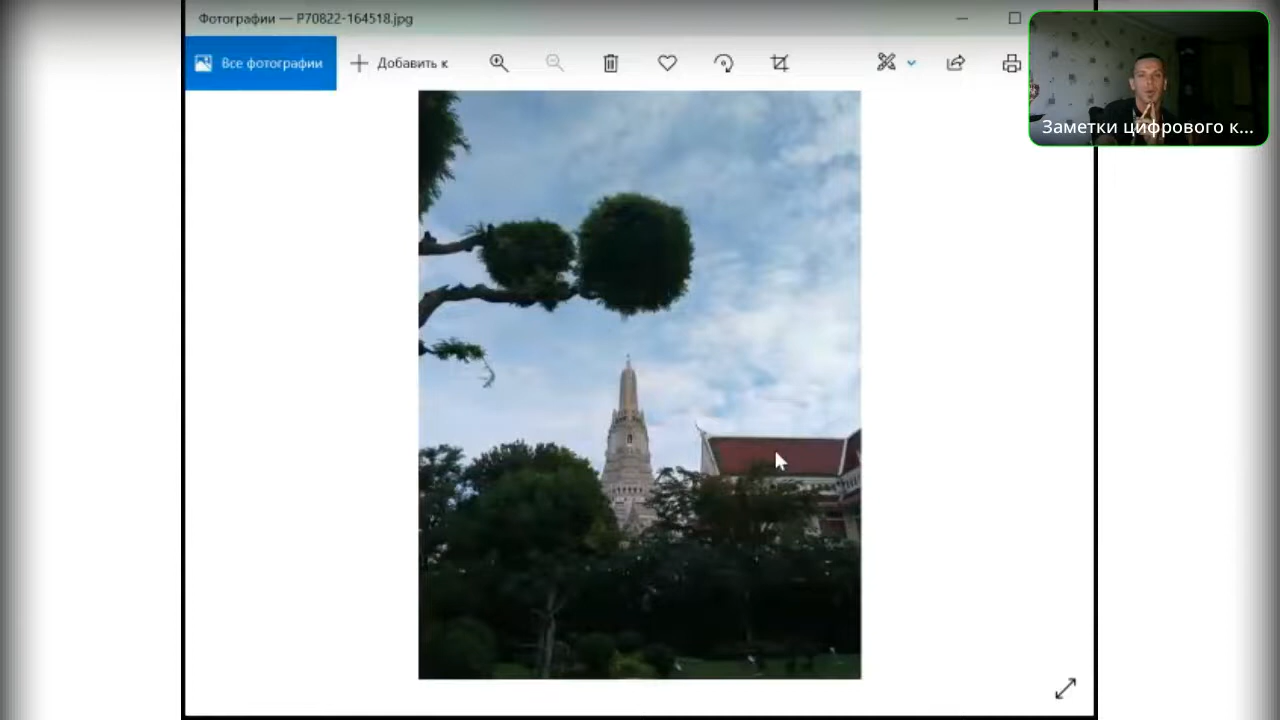 Фотографии — P70822-164518.jpg
Все фотографии
Добавить к
Заметки цифрового к...